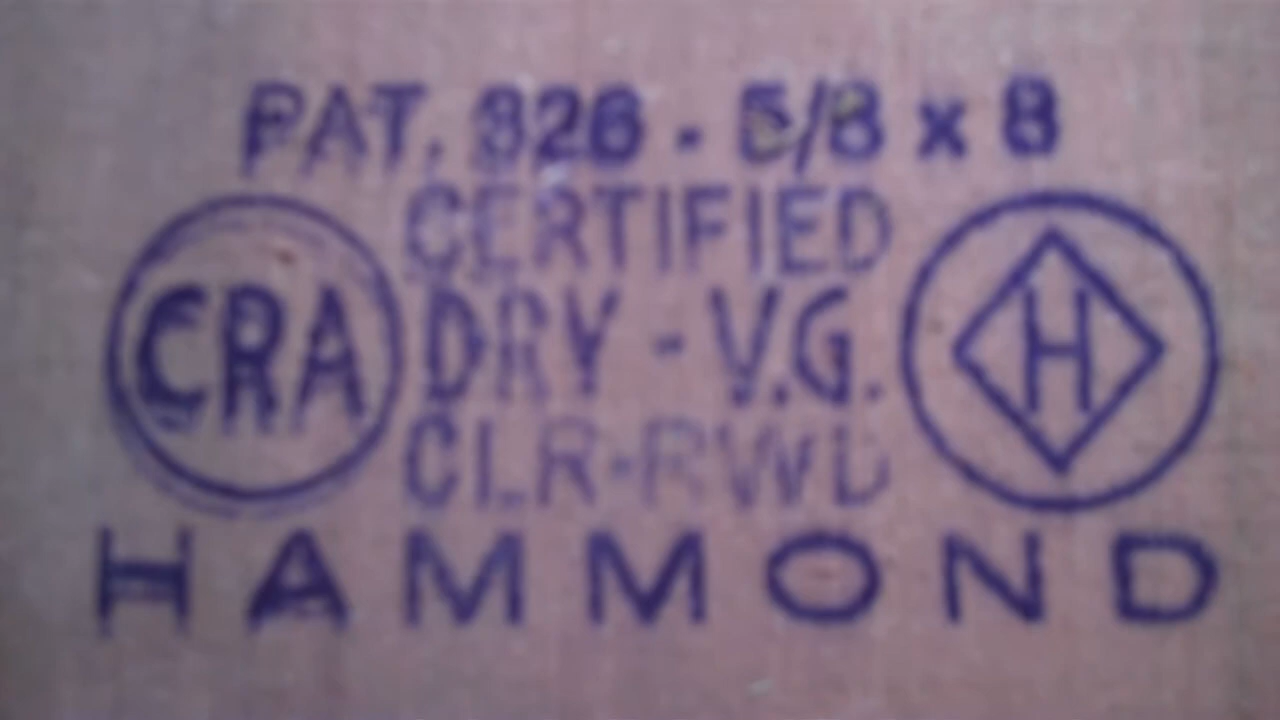 PAT. 326 - 5/8 x 8
CERTIFIED
CRA DRY - V.G. H
CLR-RWD
HAMMOND